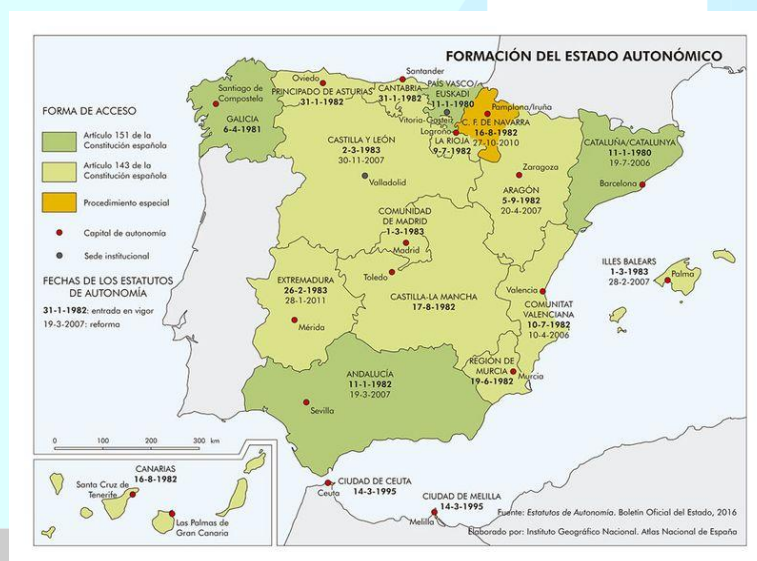 FORMACIÓN DEL ESTADO AUTONÓMICO
FORMA DE ACCESO
Artículo 151 de la
Constitución española
Artículo 143 de la
Constitución española
Procedimiento especial
Capital de autonomía
Sede institucional
FECHAS DE LOS ESTATUTOS
DE AUTONOMÍA
31-1-1982: entrada en vigor
19-3-2007: reforma
Santiago de
Compostela
GALICIA
6-4-1981
Oviedo
PRINCIPADO DE ASTURIAS
31-1-1982
Santander
CANTABRIA
31-1-1982
PAÍS VASCO/
EUSKADI
11-1-1980
Vitoria-Gasteiz
Pamplona/Iruña
C. F. DE NAVARRA
16-8-1982
27-10-2010
Logroño
LA RIOJA
9-7-1982
CASTILLA Y LEÓN
2-3-1983
30-11-2007
Valladolid
Zaragoza
ARAGÓN
5-9-1982
20-4-2007
CATALUÑA/CATALUNYA
11-1-1980
19-7-2006
Barcelona
COMUNIDAD
DE MADRID
1-3-1983
Madrid
ILLES BALEARS
1-3-1983
28-2-2007
Palma
EXTREMADURA
26-2-1983
28-1-2011
Mérida
Toledo
CASTILLA-LA MANCHA
17-8-1982
Valencia
COMUNITAT
VALENCIANA
10-7-1982
10-4-2006
REGIÓN DE
MURCIA
19-6-1982
Murcia
ANDALUCÍA
11-1-1982
19-3-2007
Sevilla
0 100 200 300 km
CANARIAS
16-8-1982
Santa Cruz de
Tenerife
Las Palmas de
Gran Canaria
CIUDAD DE CEUTA
14-3-1995
Ceuta
CIUDAD DE MELILLA
14-3-1995
Melilla
Fuente: Estatutos de Autonomía. Boletín Oficial del Estado, 2016
Elaborado por: Instituto Geográfico Nacional. Atlas Nacional de España